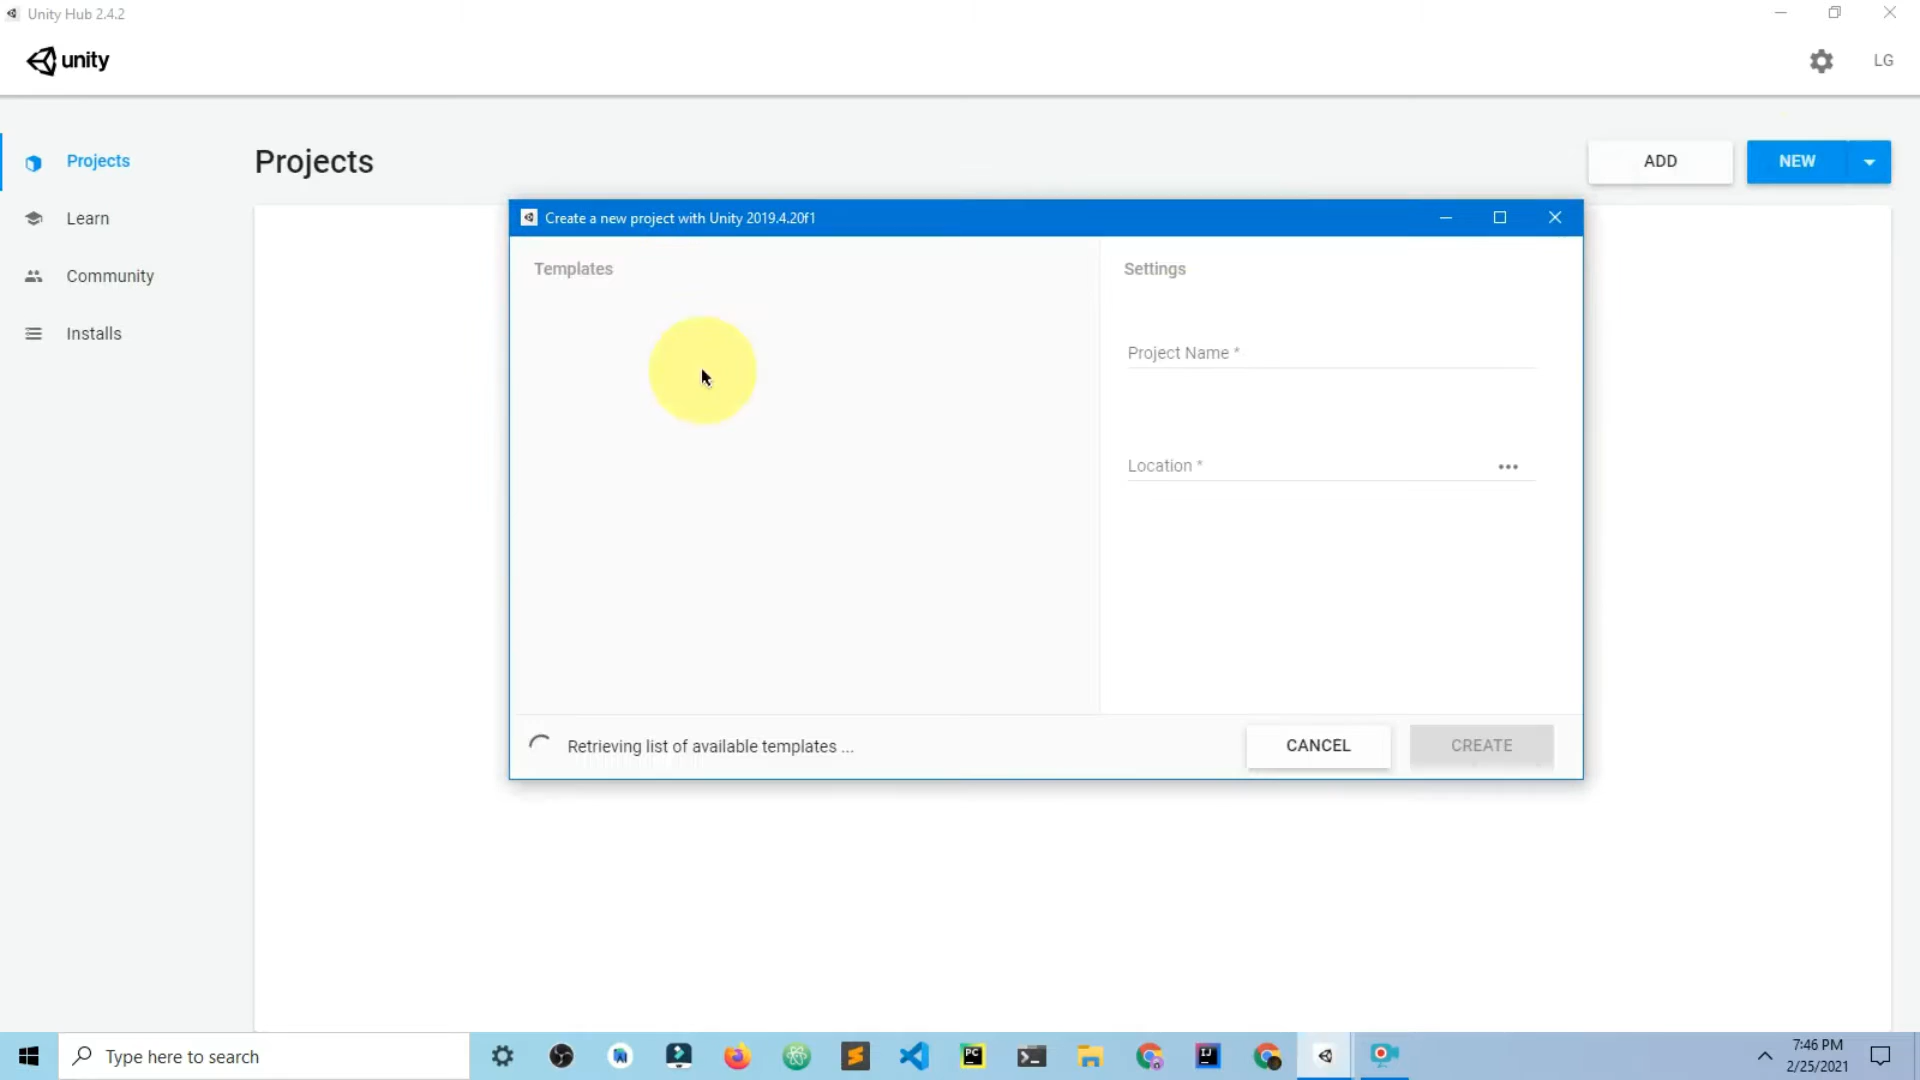 Unity Hub 2.4.2
unity
LG
Projects
Learn
Community
Installs
Projects
ADD
NEW
Create a new project with Unity 2019.4.20f1
Templates
Settings
Project Name *
Location *
Retrieving list of available templates ...
CANCEL
CREATE
Type here to search
PC
IJ
7:46 PM
2/25/2021